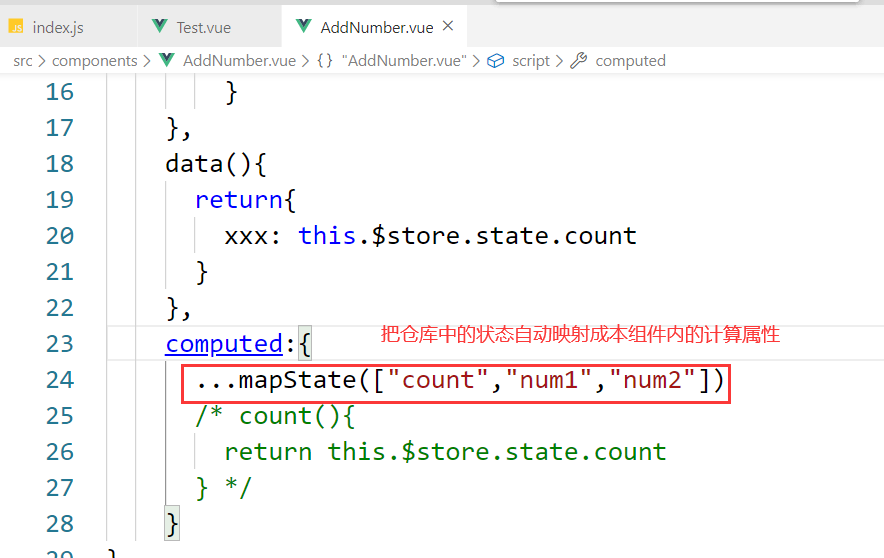 JS index.js Test.vue AddNumber.vue ×
src > components > AddNumber.vue > {} "AddNumber.vue" > script > computed
16 }
17 },
18 data(){
19 return{
20 xxx: this.$store.state.count
21 }
22 },
23 computed:{ 把仓库中的状态自动映射成本组件内的计算属性
24 ...mapState(["count","num1","num2"])
25 /* count(){
26 return this.$store.state.count
27 } */
28 }
29 }